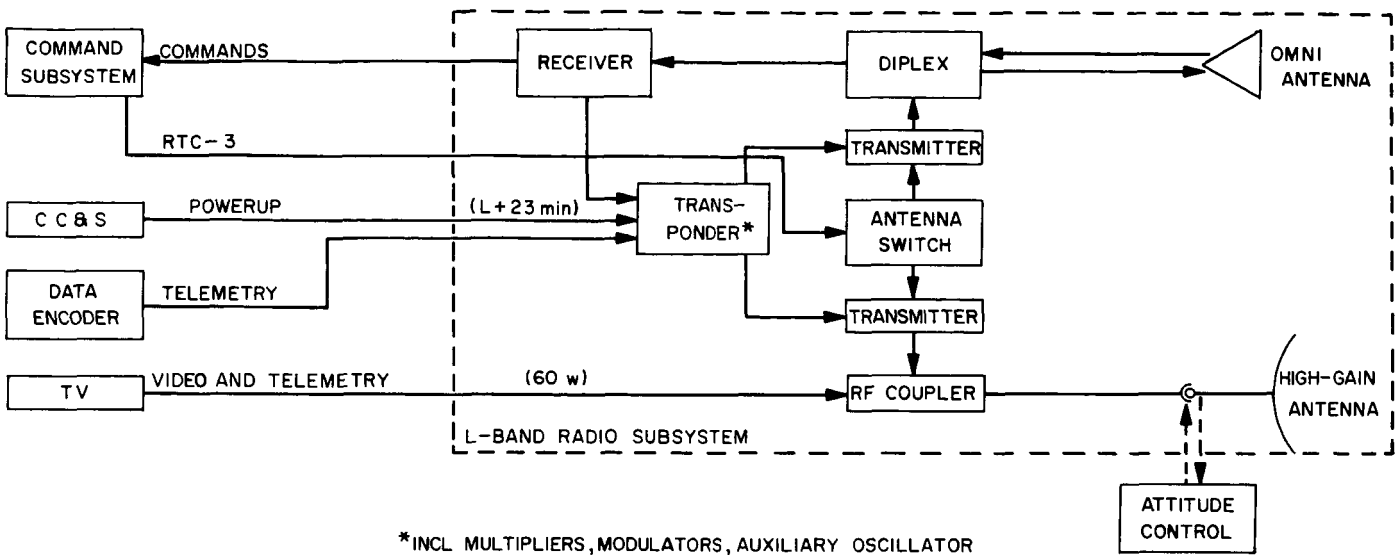 COMMAND
SUBSYSTEM
COMMANDS
RECEIVER
DIPLEX
OMNI
ANTENNA
RTC-3
TRANSMITTER
CC&S
POWERUP
(L+23 min)
TRANS-
PONDER*
ANTENNA
SWITCH
DATA
ENCODER
TELEMETRY
TRANSMITTER
TV
VIDEO AND TELEMETRY
(60 w)
RF COUPLER
HIGH-GAIN
ANTENNA
L-BAND RADIO SUBSYSTEM
ATTITUDE
CONTROL
*INCL MULTIPLIERS, MODULATORS, AUXILIARY OSCILLATOR